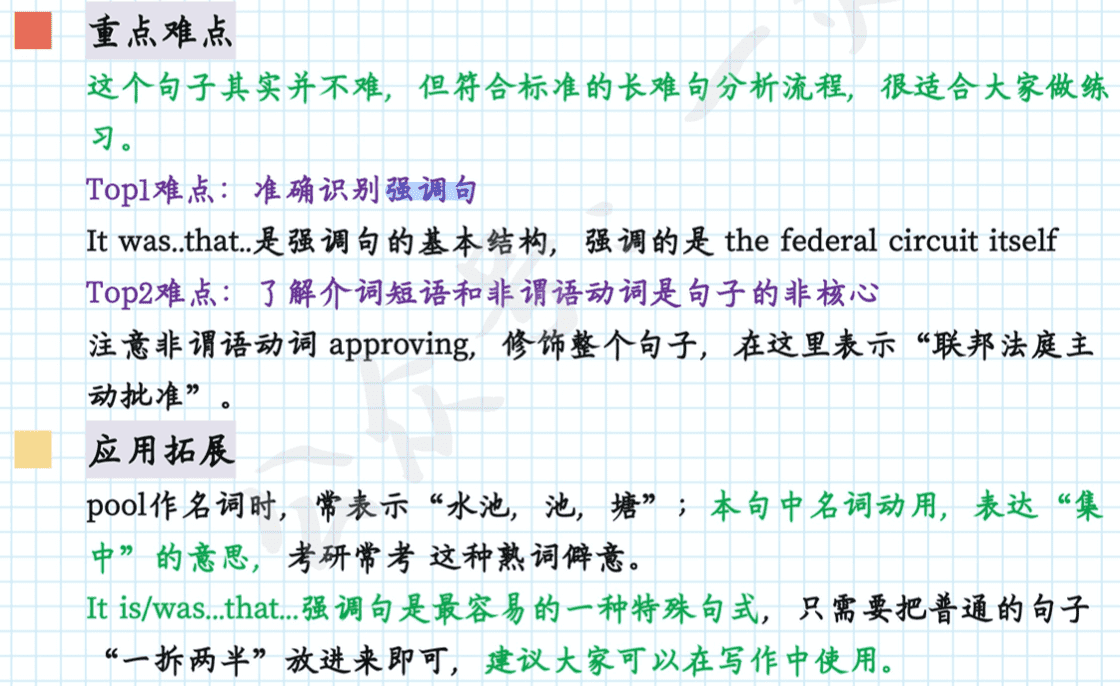 重点难点
这个句子其实并不难，但符合标准的长难句分析流程，很适合大家做练
习。
Top1难点：准确识别强调句
It was..that..是强调句的基本结构，强调的是 the federal circuit itself
Top2难点：了解介词短语和非谓语动词是句子的非核心
注意非谓语动词 approving，修饰整个句子，在这里表示“联邦法庭主
动批准”。
应用拓展
pool作名词时，常表示“水池，池，塘”；本句中名词动用，表达“集
中”的意思，考研常考 这种熟词僻意。
It is/was...that...强调句是最容易的一种特殊句式，只需要把普通的句子
“一拆两半”放进来即可，建议大家可以在写作中使用。